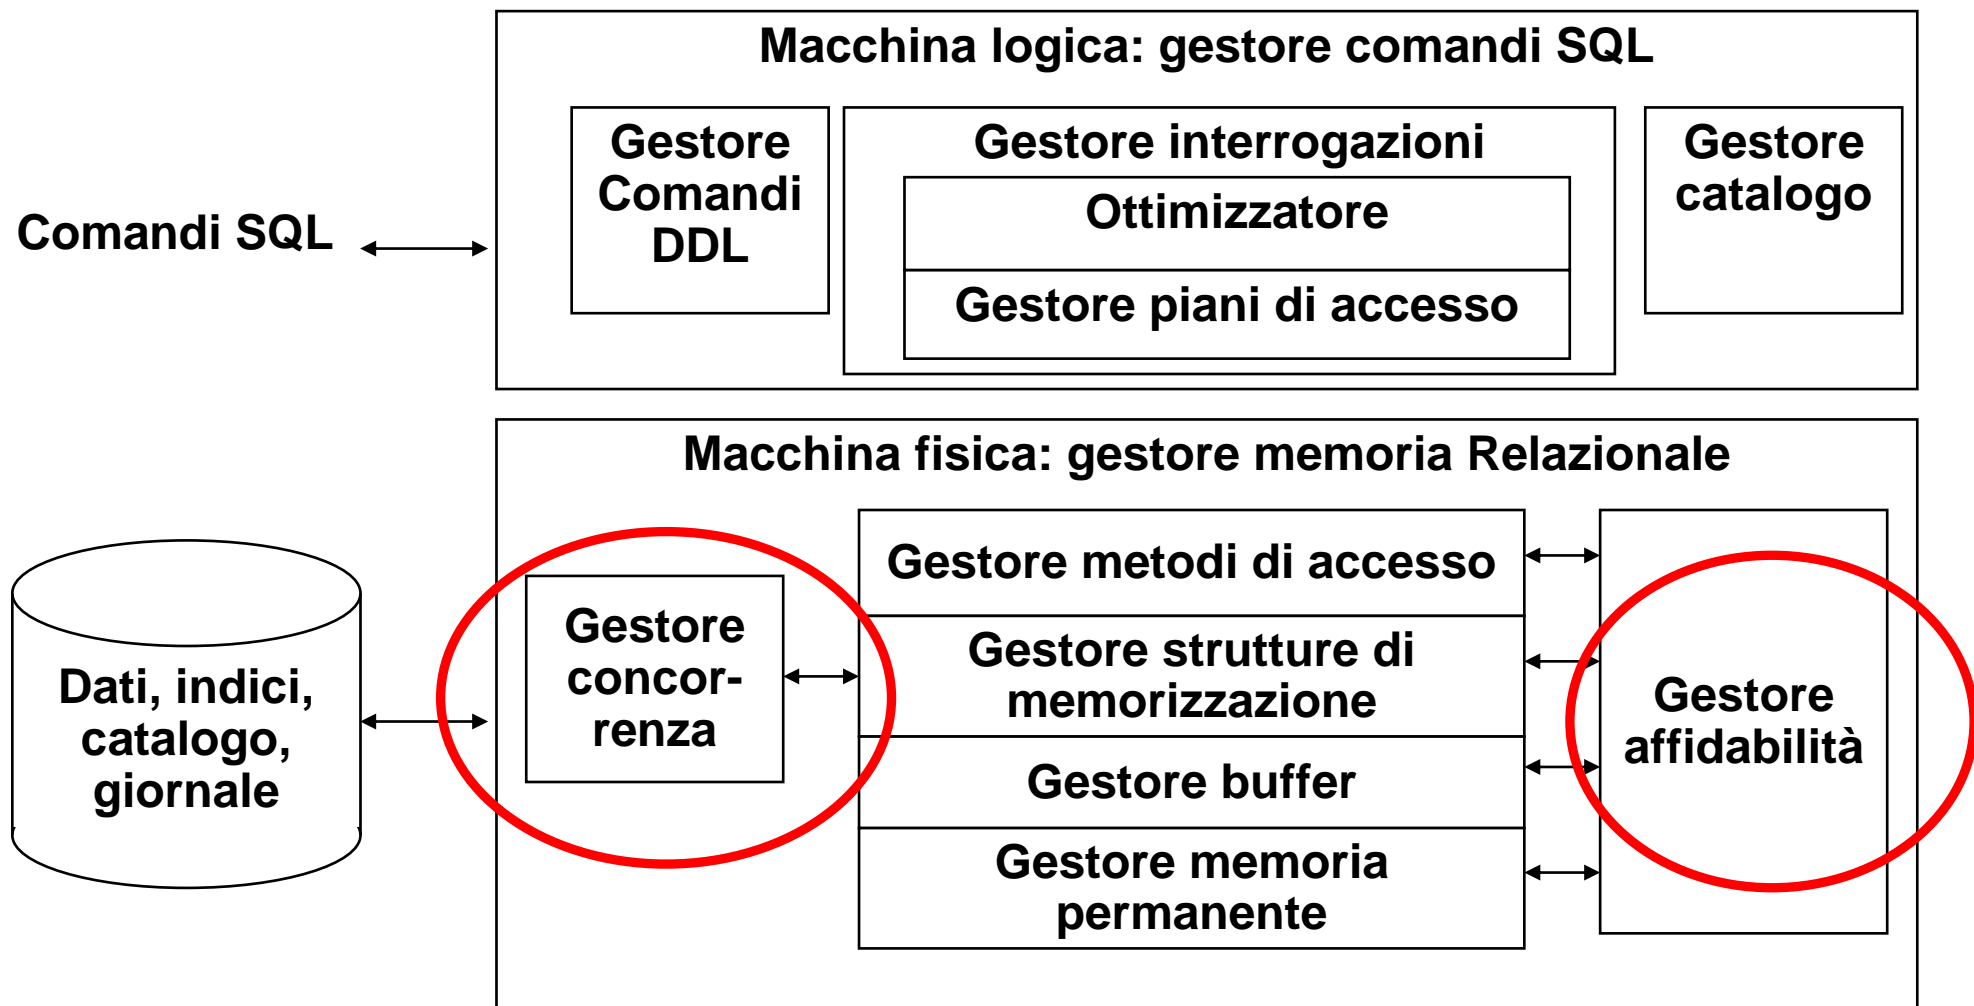 Macchina logica: gestore comandi SQL
Gestore
Comandi
DDL
Gestore interrogazioni
Ottimizzatore
Gestore piani di accesso
Gestore
catalogo
Comandi SQL
Macchina fisica: gestore memoria Relazionale
Dati, indici,
catalogo,
giornale
Gestore
concor-
renza
Gestore metodi di accesso
Gestore strutture di
memorizzazione
Gestore buffer
Gestore memoria
permanente
Gestore
affidabilità